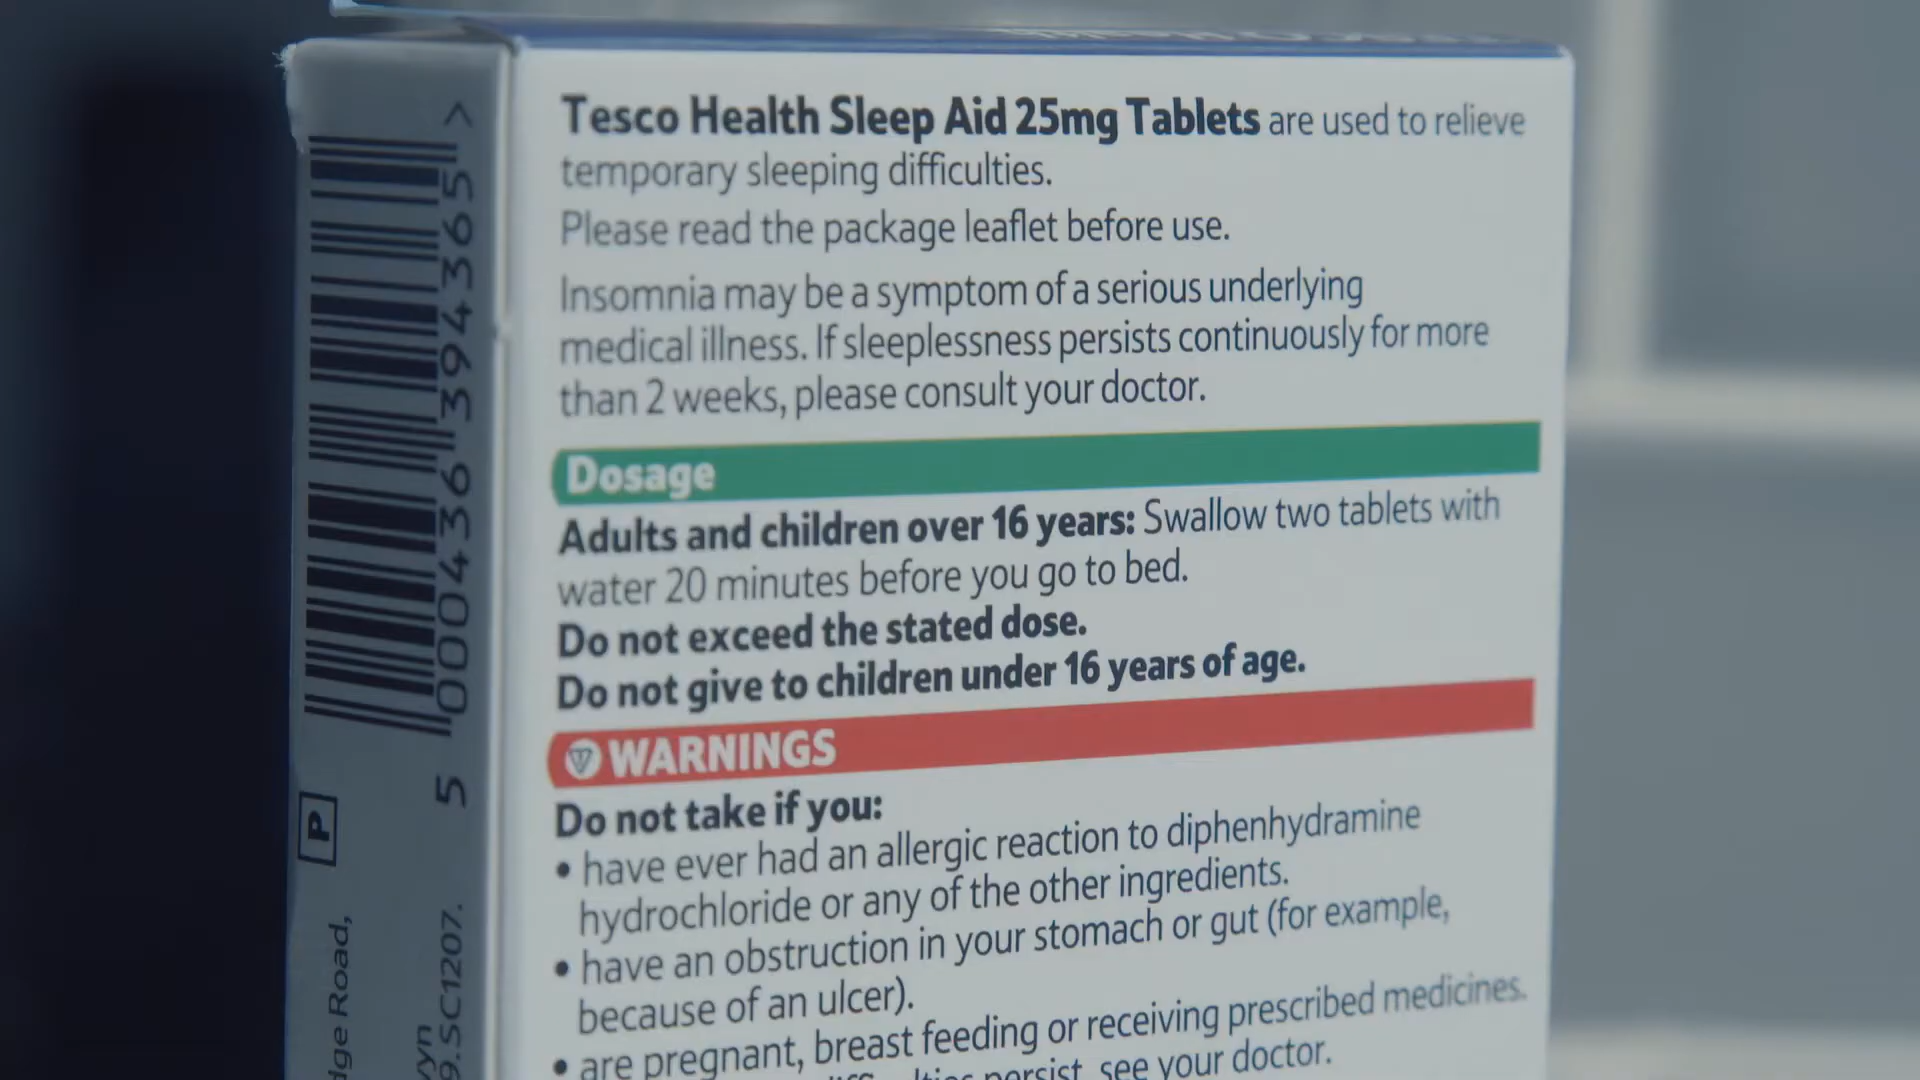 Tesco Health Sleep Aid 25mg Tablets are used to relieve
temporary sleeping difficulties.
Please read the package leaflet before use.
Insomnia may be a symptom of a serious underlying
medical illness. If sleeplessness persists continuously for more
than 2 weeks, please consult your doctor.
Dosage
Adults and children over 16 years: Swallow two tablets with
water 20 minutes before you go to bed.
Do not exceed the stated dose.
Do not give to children under 16 years of age.
WARNINGS
Do not take if you:
• have ever had an allergic reaction to diphenhydramine
hydrochloride or any of the other ingredients.
• have an obstruction in your stomach or gut (for example,
because of an ulcer).
• are pregnant, breast feeding or receiving prescribed medicines.
persist, see your doctor.
5 000436 394365 >
P
dge Road,
yn
9.SC1207.